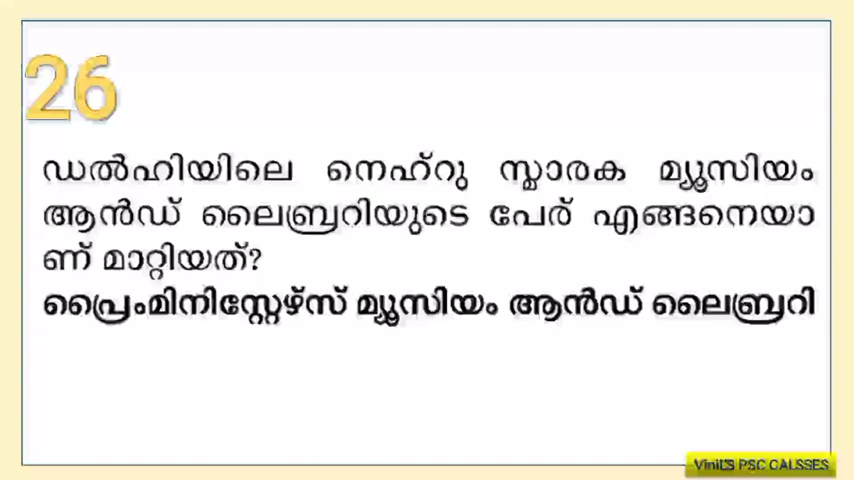 26
ഡൽഹിയിലെ നെഹ്റു സ്മാരക മ്യൂസിയം
ആൻഡ് ലൈബ്രറിയുടെ പേര് എങ്ങനെയാ
ണ് മാറ്റിയത്?
പ്രൈംമിനിസ്റ്റേഴ്സ് മ്യൂസിയം ആൻഡ് ലൈബ്രറി
Vinil'S PSC CALSSES